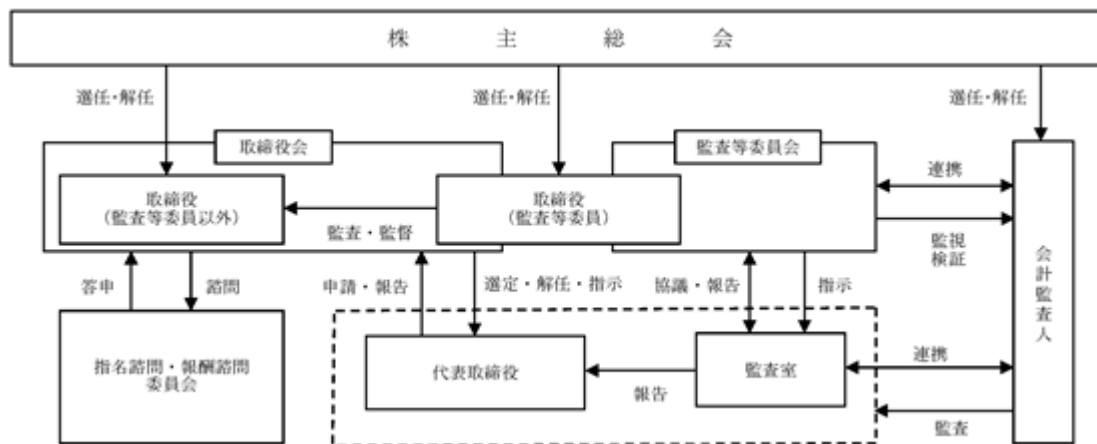 株主総会
選任・解任
選任・解任
選任・解任
取締役会
監査等委員会
取締役
(監査等委員以外)
取締役
(監査等委員)
監査・監督
連携
監視
検証
会計監査人
答申
諮問
申請・報告
選定・解任・指示
協議・報告
指示
指名諮問・報酬諮問
委員会
代表取締役
報告
監査室
連携
監査